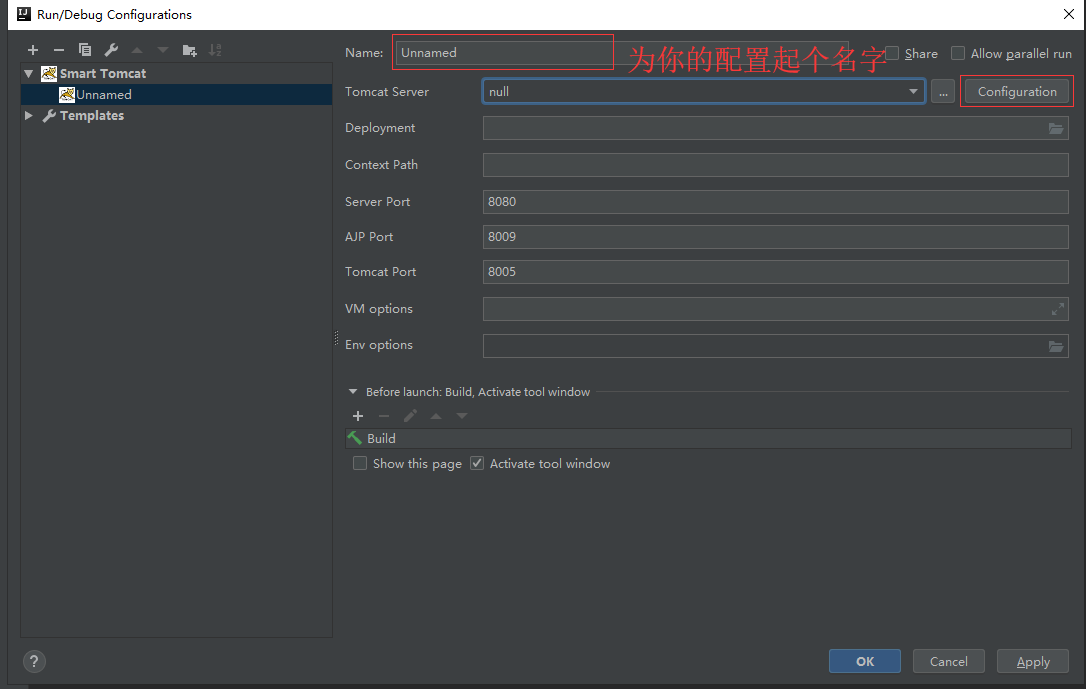 Run/Debug Configurations
Smart Tomcat
Unnamed
Templates
Name: Unnamed 为你的配置起个名字 Share Allow parallel run
Tomcat Server null ... Configuration
Deployment
Context Path
Server Port 8080
AJP Port 8009
Tomcat Port 8005
VM options
Env options
Before launch: Build, Activate tool window
Build
Show this page Activate tool window
? OK Cancel Apply